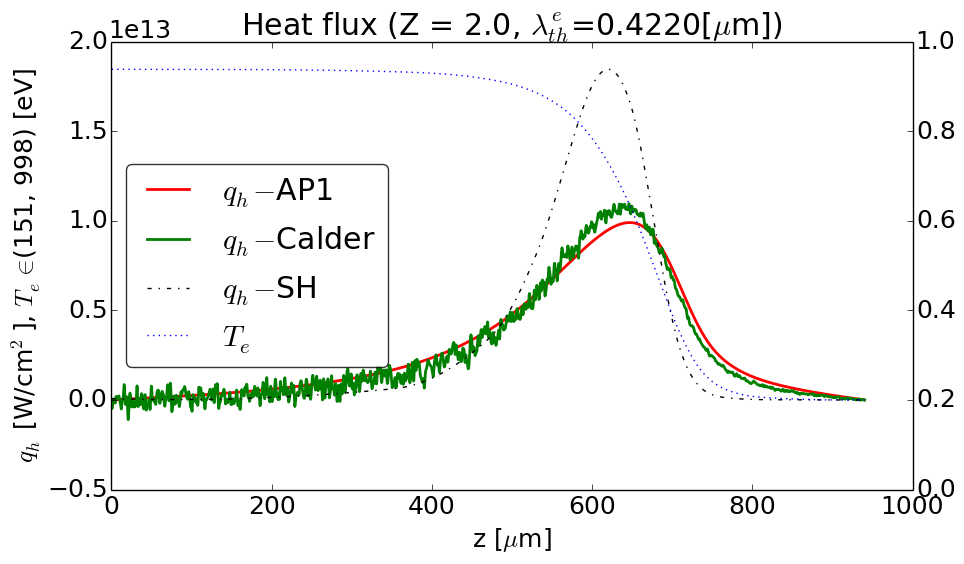 Heat flux (Z = 2.0, λ_th^e=0.4220[μm])
1e13
2.0
1.5
1.0
0.5
0.0
−0.5
q_h [W/cm²], T_e ∈(151, 998) [eV]
q_h −AP1
q_h −Calder
q_h −SH
T_e
1.0
0.8
0.6
0.4
0.2
0.0
0 200 400 600 800 1000
z [μm]